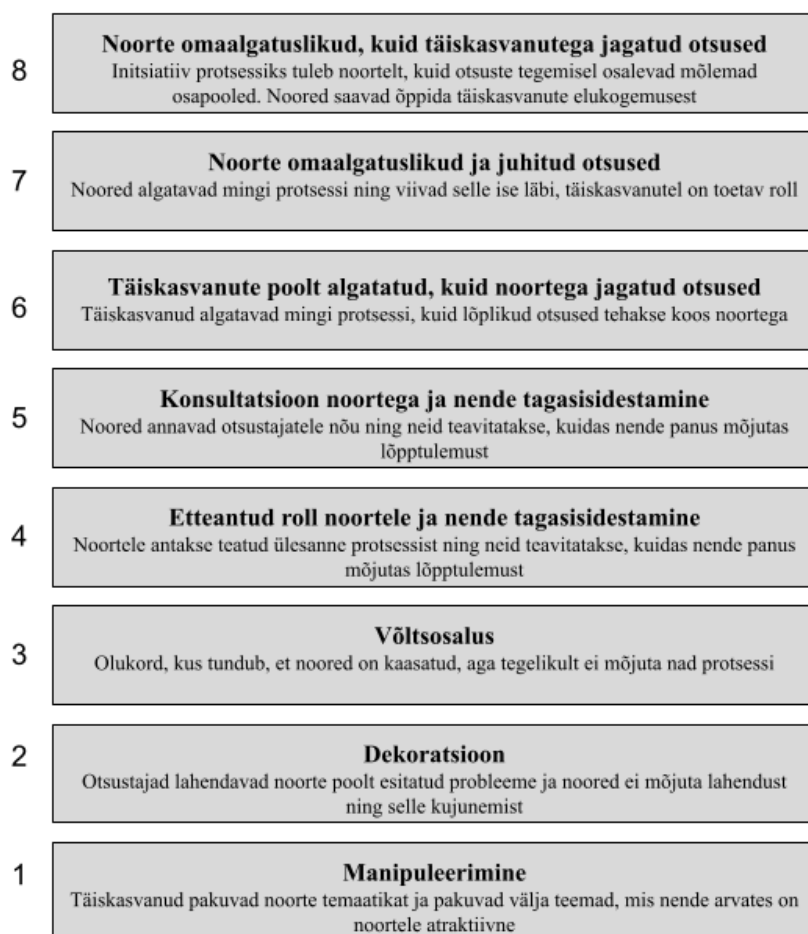 8
Noorte omaalgatuslikud, kuid täiskasvanutega jagatud otsused
Initsiatiiv protsessiks tuleb noortelt, kuid otsuste tegemisel osalevad mõlemad
osapooled. Noored saavad õppida täiskasvanute elukogemusest
7
Noorte omaalgatuslikud ja juhitud otsused
Noored algatavad mingi protsessi ning viivad selle ise läbi, täiskasvanutel on toetav roll
6
Täiskasvanute poolt algatatud, kuid noortega jagatud otsused
Täiskasvanud algatavad mingi protsessi, kuid lõplikud otsused tehakse koos noortega
5
Konsultatsioon noortega ja nende tagasisidestamine
Noored annavad otsustajatele nõu ning neid teavitatakse, kuidas nende panus mõjutas
lõpptulemust
4
Etteantud roll noortele ja nende tagasisidestamine
Noortele antakse teatud ülesanne protsessist ning neid teavitatakse, kuidas nende panus
mõjutas lõpptulemust
3
Võltsosalus
Olukord, kus tundub, et noored on kaasatud, aga tegelikult ei mõjuta nad protsessi
2
Dekoratsioon
Otsustajad lahendavad noorte poolt esitatud probleeme ja noored ei mõjuta lahendust
ning selle kujunemist
1
Manipuleerimine
Täiskasvanud pakuvad noorte temaatikat ja pakuvad välja teemad, mis nende arvates on
noortele atraktiivne